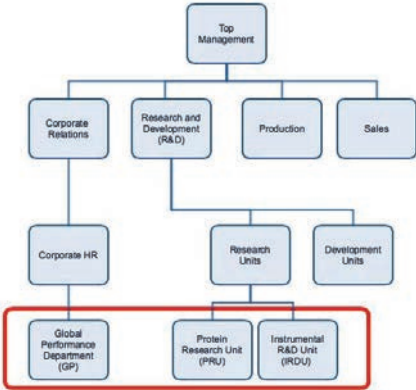 Top
Management
Corporate
Relations
Research and
Development
(R&D)
Production
Sales
Corporate HR
Research
Units
Development
Units
Global
Performance
Department
(GP)
Protein
Research Unit
(PRU)
Instrumental
R&D Unit
(IRDU)